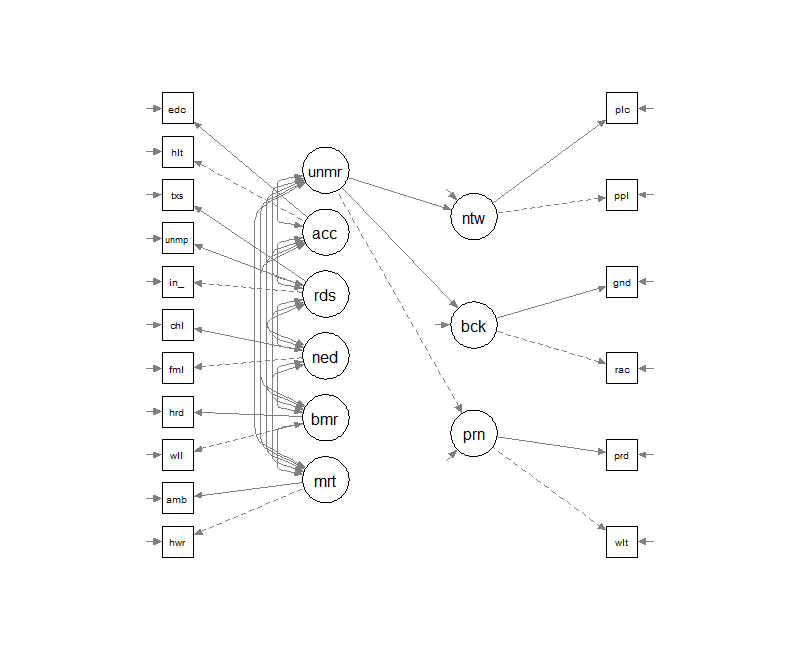 edc
hlt
txs
unmp
in_
chl
fml
hrd
wll
amb
hwr
unmr
acc
rds
ned
bmr
mrt
ntw
bck
prn
plc
ppl
gnd
rac
prd
wlt